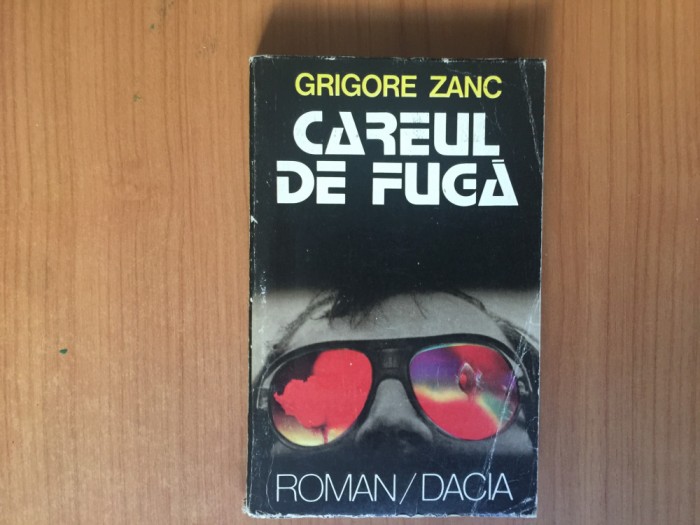 GRIGORE ZANC
CAREUL
DE FUGĂ
ROMAN/DACIA